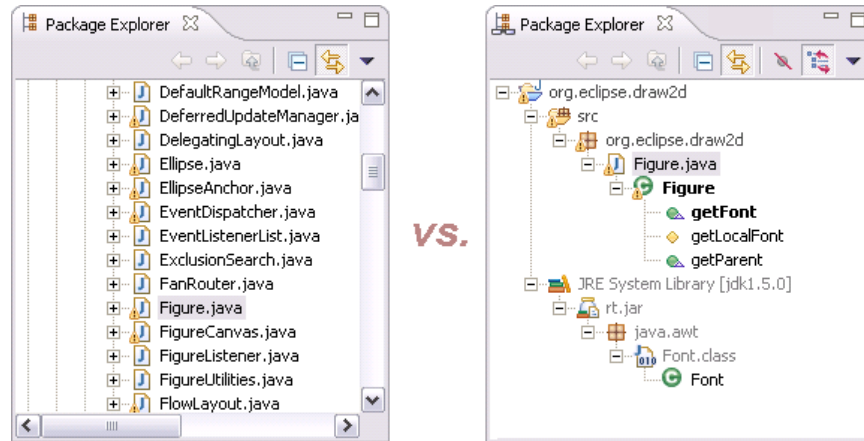 Package Explorer
DefaultRangeModel.java
DeferredUpdateManager.ja
DelegatingLayout.java
Ellipse.java
EllipseAnchor.java
EventDispatcher.java
EventListenerList.java
ExclusionSearch.java
FanRouter.java
Figure.java
FigureCanvas.java
FigureListener.java
FigureUtilities.java
FlowLayout.java
vs.
Package Explorer
org.eclipse.draw2d
src
org.eclipse.draw2d
Figure.java
Figure
getFont
getLocalFont
getParent
JRE System Library [jdk1.5.0]
rt.jar
java.awt
Font.class
Font